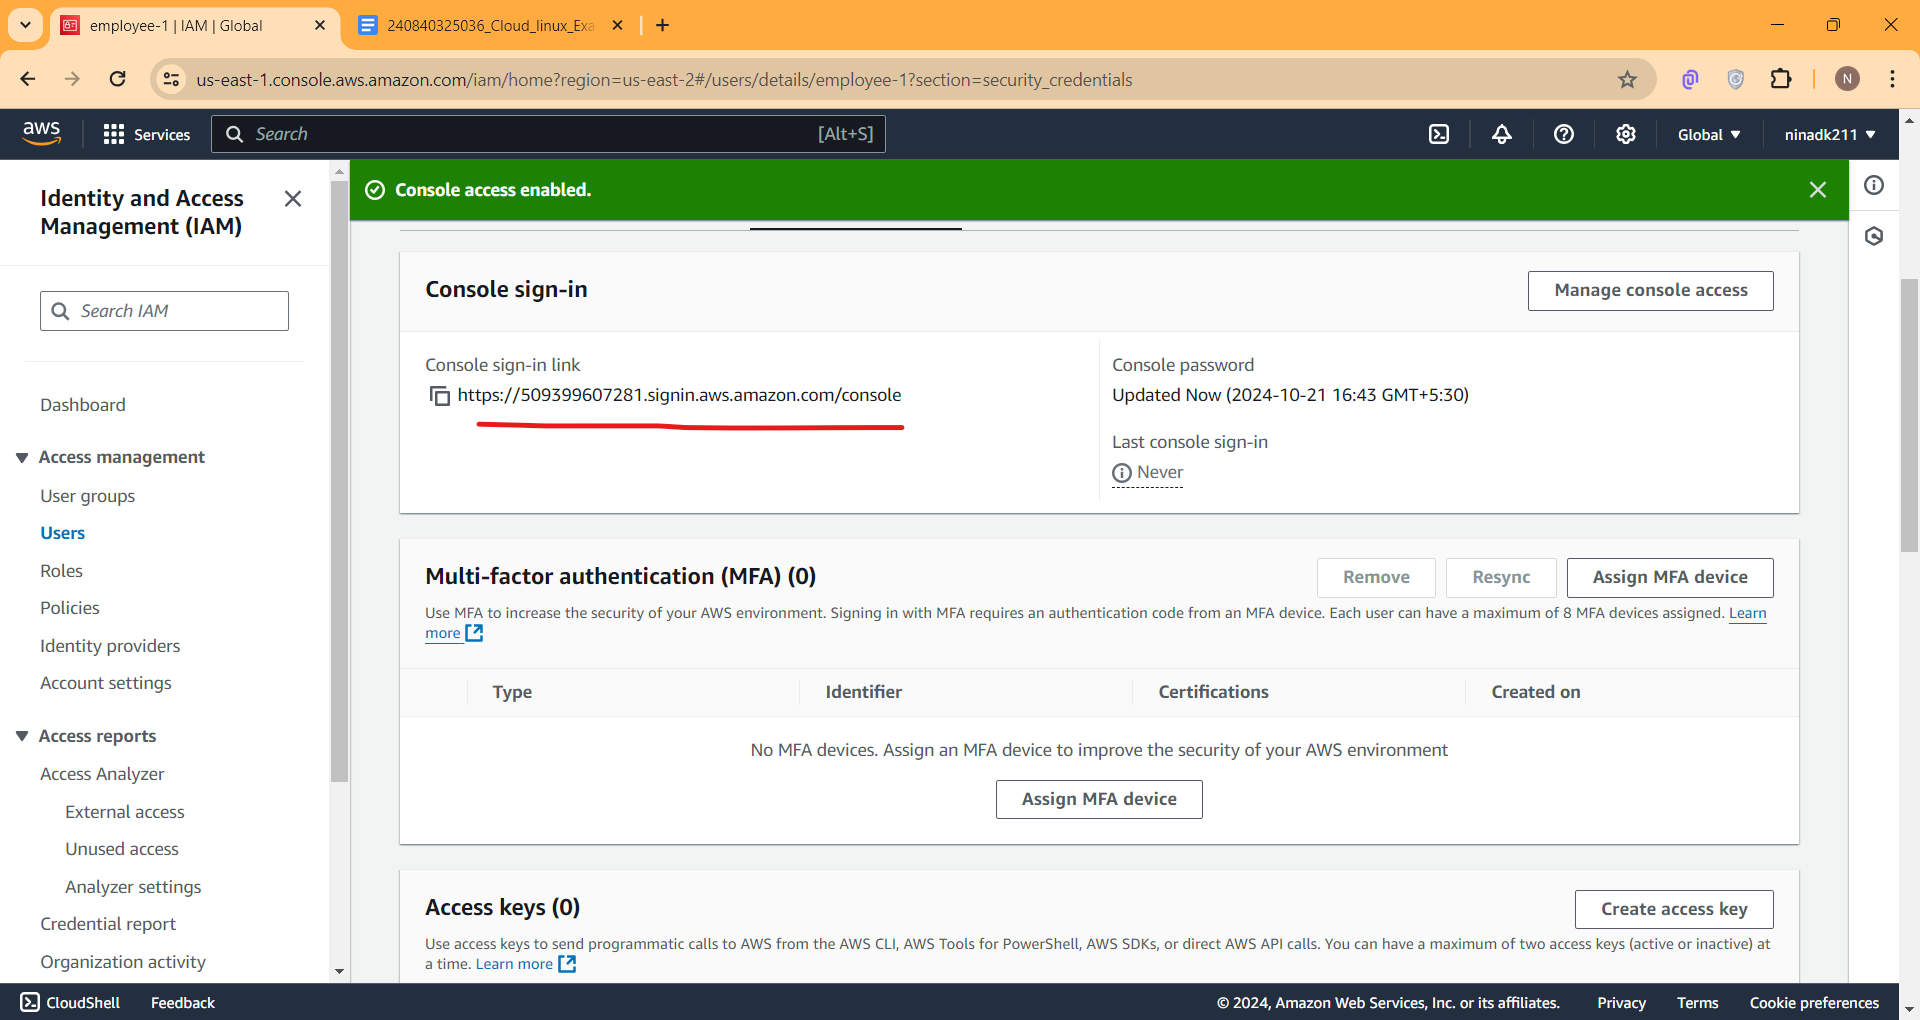 employee-1 | IAM | Global
240840325036_Cloud_linux_Exa
us-east-1.console.aws.amazon.com/iam/home?region=us-east-2#/users/details/employee-1?section=security_credentials
N
aws
Services
Search
[Alt+S]
Global
ninadk211
Identity and Access
Management (IAM)
Search IAM
Dashboard
Access management
User groups
Users
Roles
Policies
Identity providers
Account settings
Access reports
Access Analyzer
External access
Unused access
Analyzer settings
Credential report
Organization activity
Console access enabled.
Console sign-in
Manage console access
Console sign-in link
https://509399607281.signin.aws.amazon.com/console
Console password
Updated Now (2024-10-21 16:43 GMT+5:30)
Last console sign-in
Never
Multi-factor authentication (MFA) (0)
Remove
Resync
Assign MFA device
Use MFA to increase the security of your AWS environment. Signing in with MFA requires an authentication code from an MFA device. Each user can have a maximum of 8 MFA devices assigned. Learn
more
Type
Identifier
Certifications
Created on
No MFA devices. Assign an MFA device to improve the security of your AWS environment
Assign MFA device
Access keys (0)
Create access key
Use access keys to send programmatic calls to AWS from the AWS CLI, AWS Tools for PowerShell, AWS SDKs, or direct AWS API calls. You can have a maximum of two access keys (active or inactive) at
a time. Learn more
CloudShell
Feedback
© 2024, Amazon Web Services, Inc. or its affiliates.
Privacy
Terms
Cookie preferences